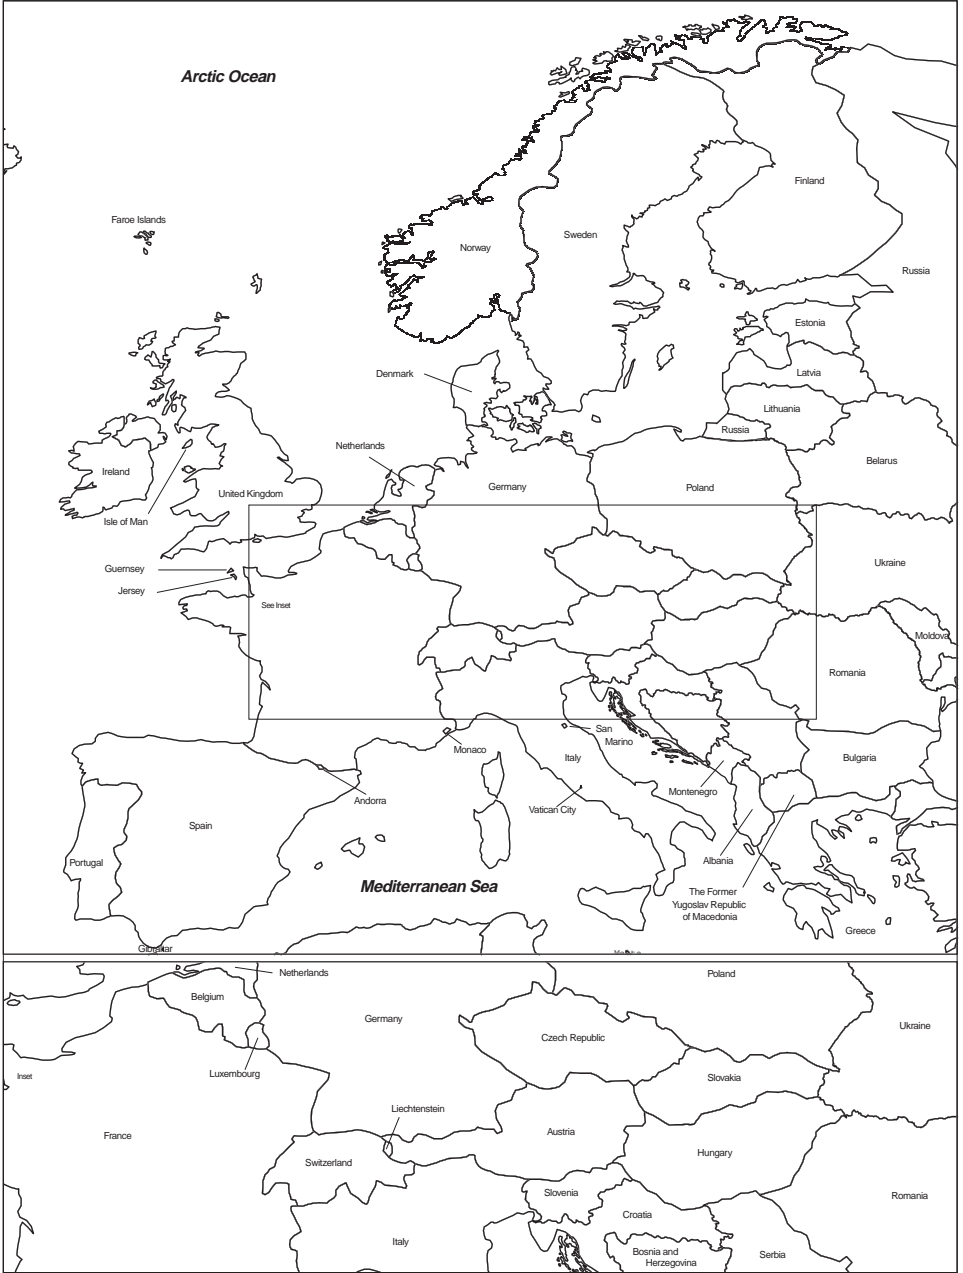 Arctic Ocean
Faroe Islands
Finland
Norway
Sweden
Russia
Estonia
Denmark
Latvia
Lithuania
Russia
Netherlands
Belarus
Ireland
Germany
Poland
United Kingdom
Isle of Man
Guernsey
Ukraine
Jersey
See Inset
Moldova
Romania
San
Marino
Monaco
Italy
Bulgaria
Montenegro
Andorra
Vatican City
Spain
Portugal
Albania
Mediterranean Sea
The Former
Yugoslav Republic
of Macedonia
Greece
Gibraltar
Netherlands
Poland
Belgium
Germany
Ukraine
Czech Republic
Luxembourg
Inset
Slovakia
Liechtenstein
France
Austria
Switzerland
Hungary
Slovenia
Romania
Croatia
Italy
Bosnia and
Herzegovina
Serbia